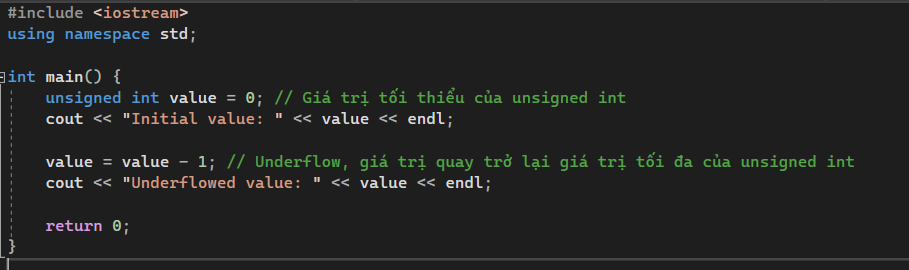 #include <iostream>
using namespace std;
int main() {
unsigned int value = 0; // Giá trị tối thiểu của unsigned int
cout << "Initial value: " << value << endl;
value = value - 1; // Underflow, giá trị quay trở lại giá trị tối đa của unsigned int
cout << "Underflowed value: " << value << endl;
return 0;
}